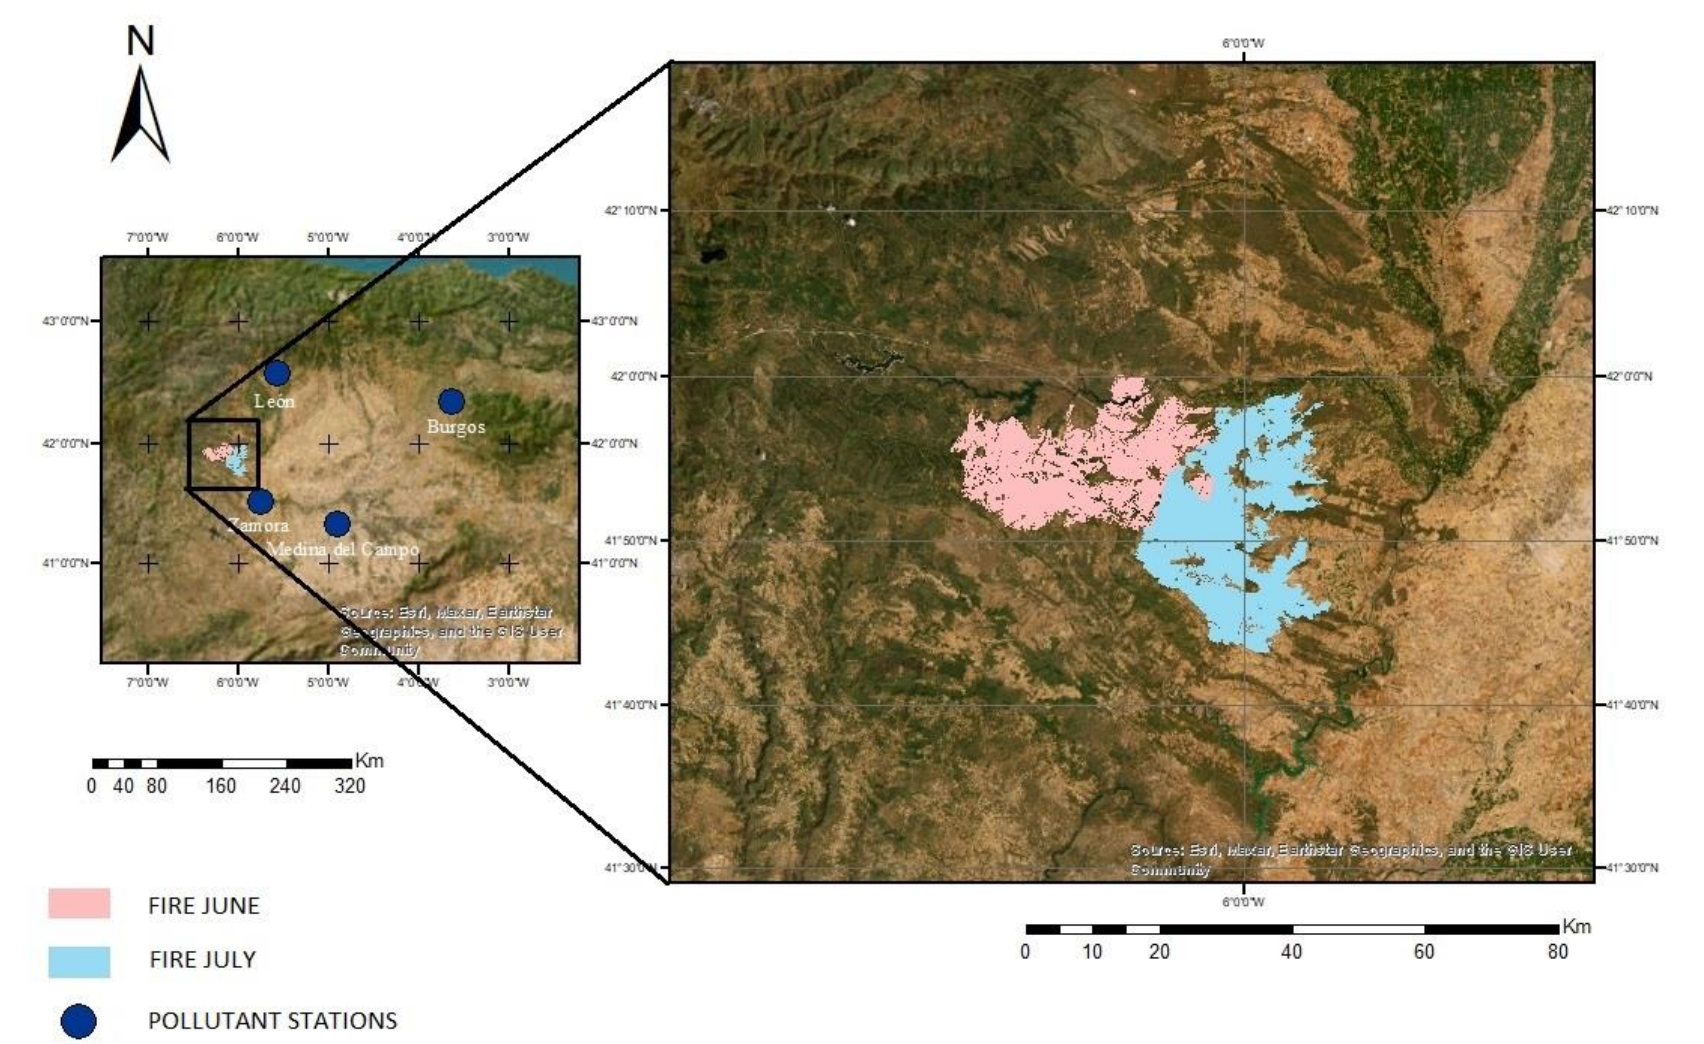 N
6°0'0"W
42°10'0"N
42°10'0"N
7°0'0"W
6°0'0"W
5°0'0"W
4°0'0"W
3°0'0"W
43°0'0"N
43°0'0"N
42°0'0"N
42°0'0"N
León
Burgos
42°0'0"N
42°0'0"N
Zamora
Medina del Campo
41°50'0"N
41°50'0"N
41°0'0"N
41°0'0"N
Source: Esri, Maxar, Earthstar
Geographics, and the GIS User
Community
7°0'0"W
6°0'0"W
5°0'0"W
4°0'0"W
3°0'0"W
41°40'0"N
41°40'0"N
Km
0 40 80 160 240 320
Source: Esri, Maxar, Earthstar Geographics, and the GIS User
Community
41°30'0"N
41°30'0"N
6°0'0"W
FIRE JUNE
Km
0 10 20 40 60 80
FIRE JULY
POLLUTANT STATIONS